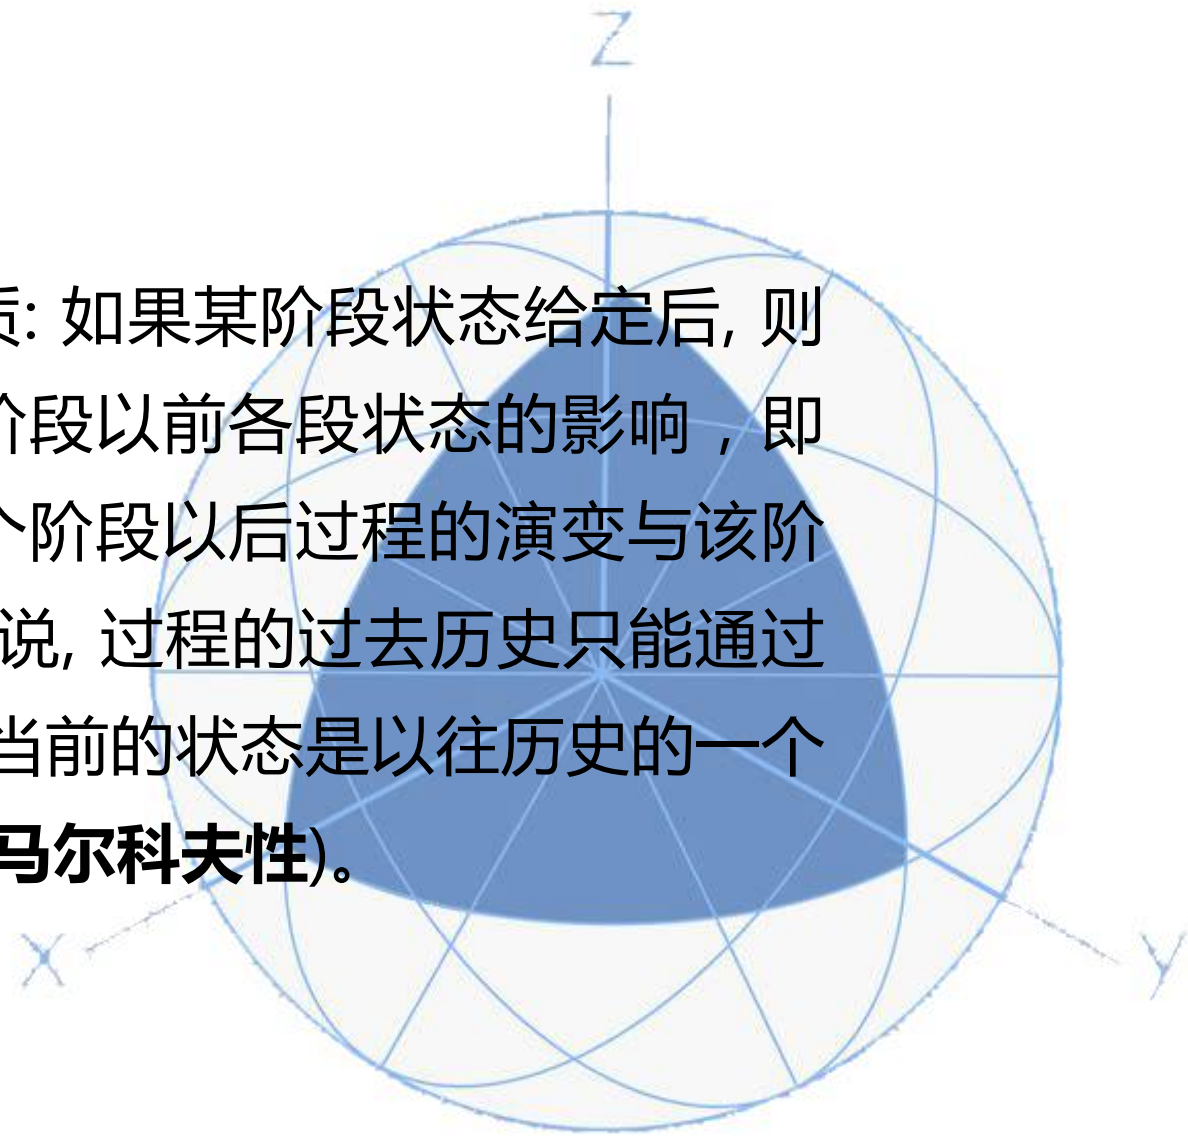 Z
: 如果某阶段状态给定后, 则
阶段以前各段状态的影响，即
个阶段以后过程的演变与该阶
说, 过程的过去历史只能通过
当前的状态是以往历史的一个
马尔科夫性)。
X
Y